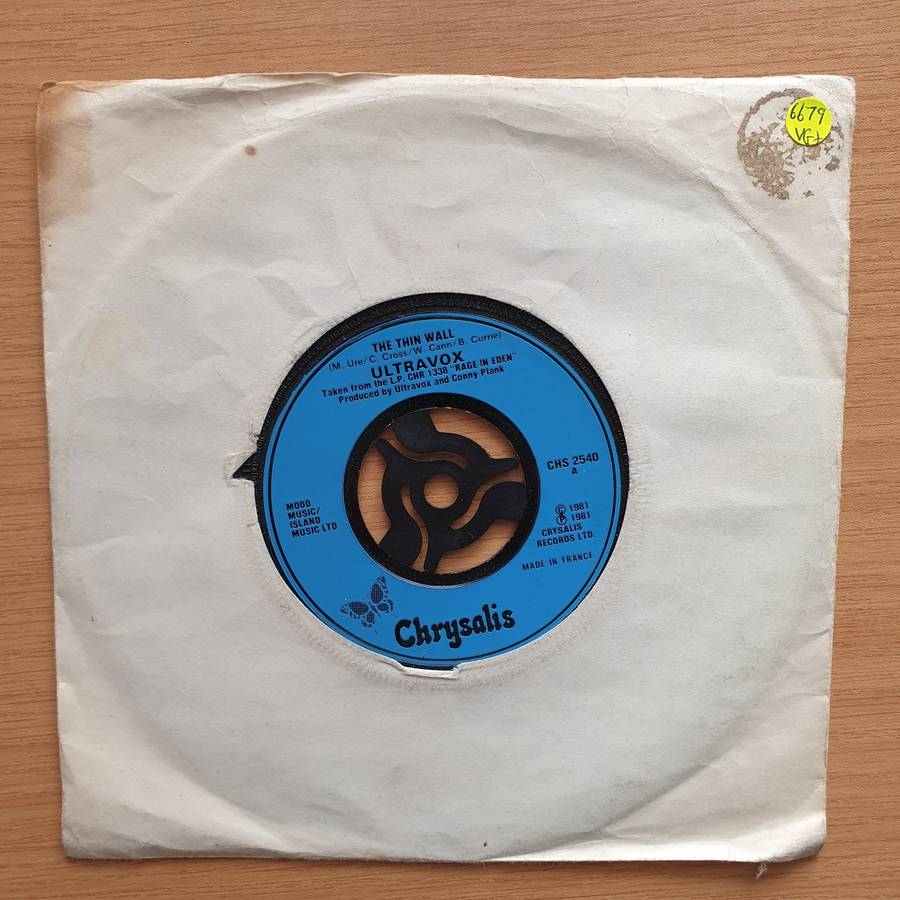 6679
VG+
THE THIN WALL
(M. Ure/C. Cross/W. Cann/B. Currie)
ULTRAVOX
Taken from the L.P. CHR 1338 "RAGE IN EDEN"
Produced by Ultravox and Conny Plank
CHS 2540
A
MOOD
MUSIC/
ISLAND
MUSIC LTD
© 1981
℗ 1981
CRYSALIS
RECORDS LTD.
MADE IN FRANCE
Chrysalis